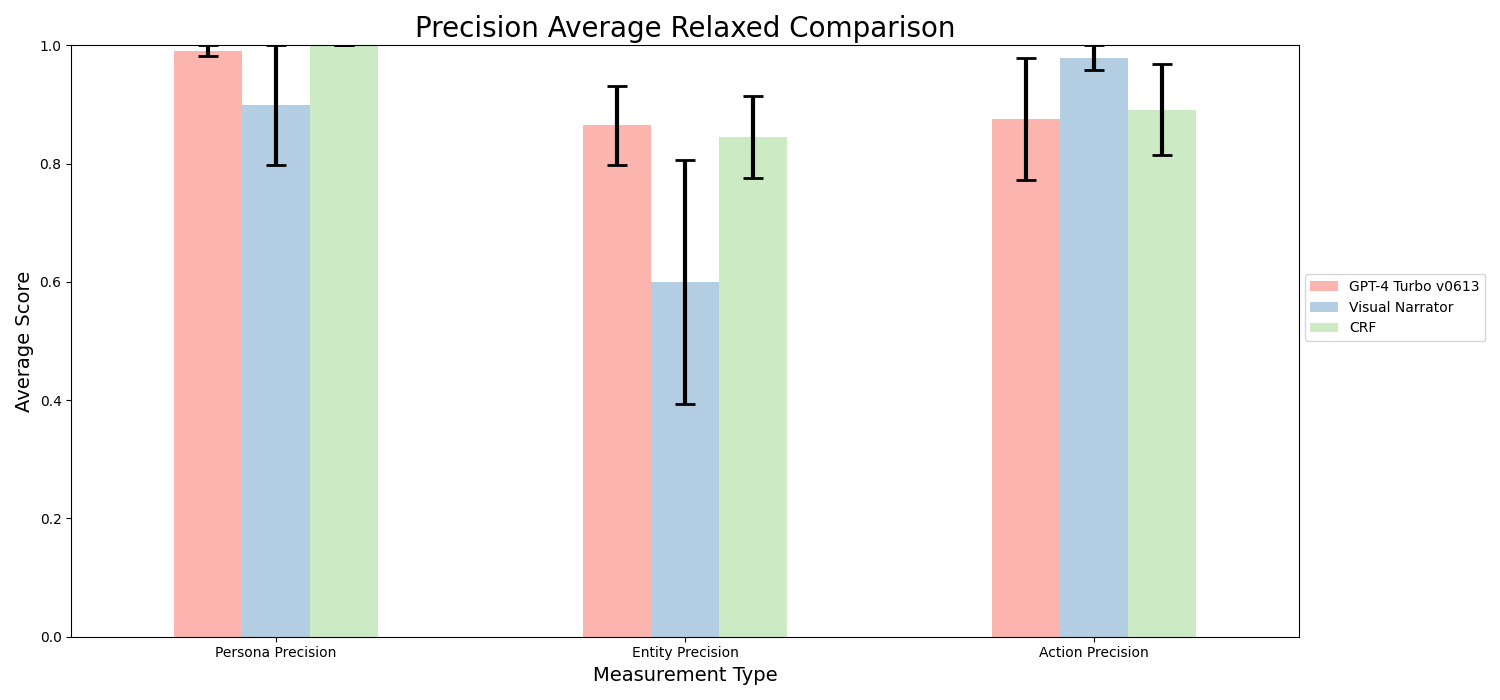 Precision Average Relaxed Comparison
1.0
0.8
0.6
0.4
0.2
0.0
Average Score
Persona Precision
Entity Precision
Action Precision
Measurement Type
GPT-4 Turbo v0613
Visual Narrator
CRF